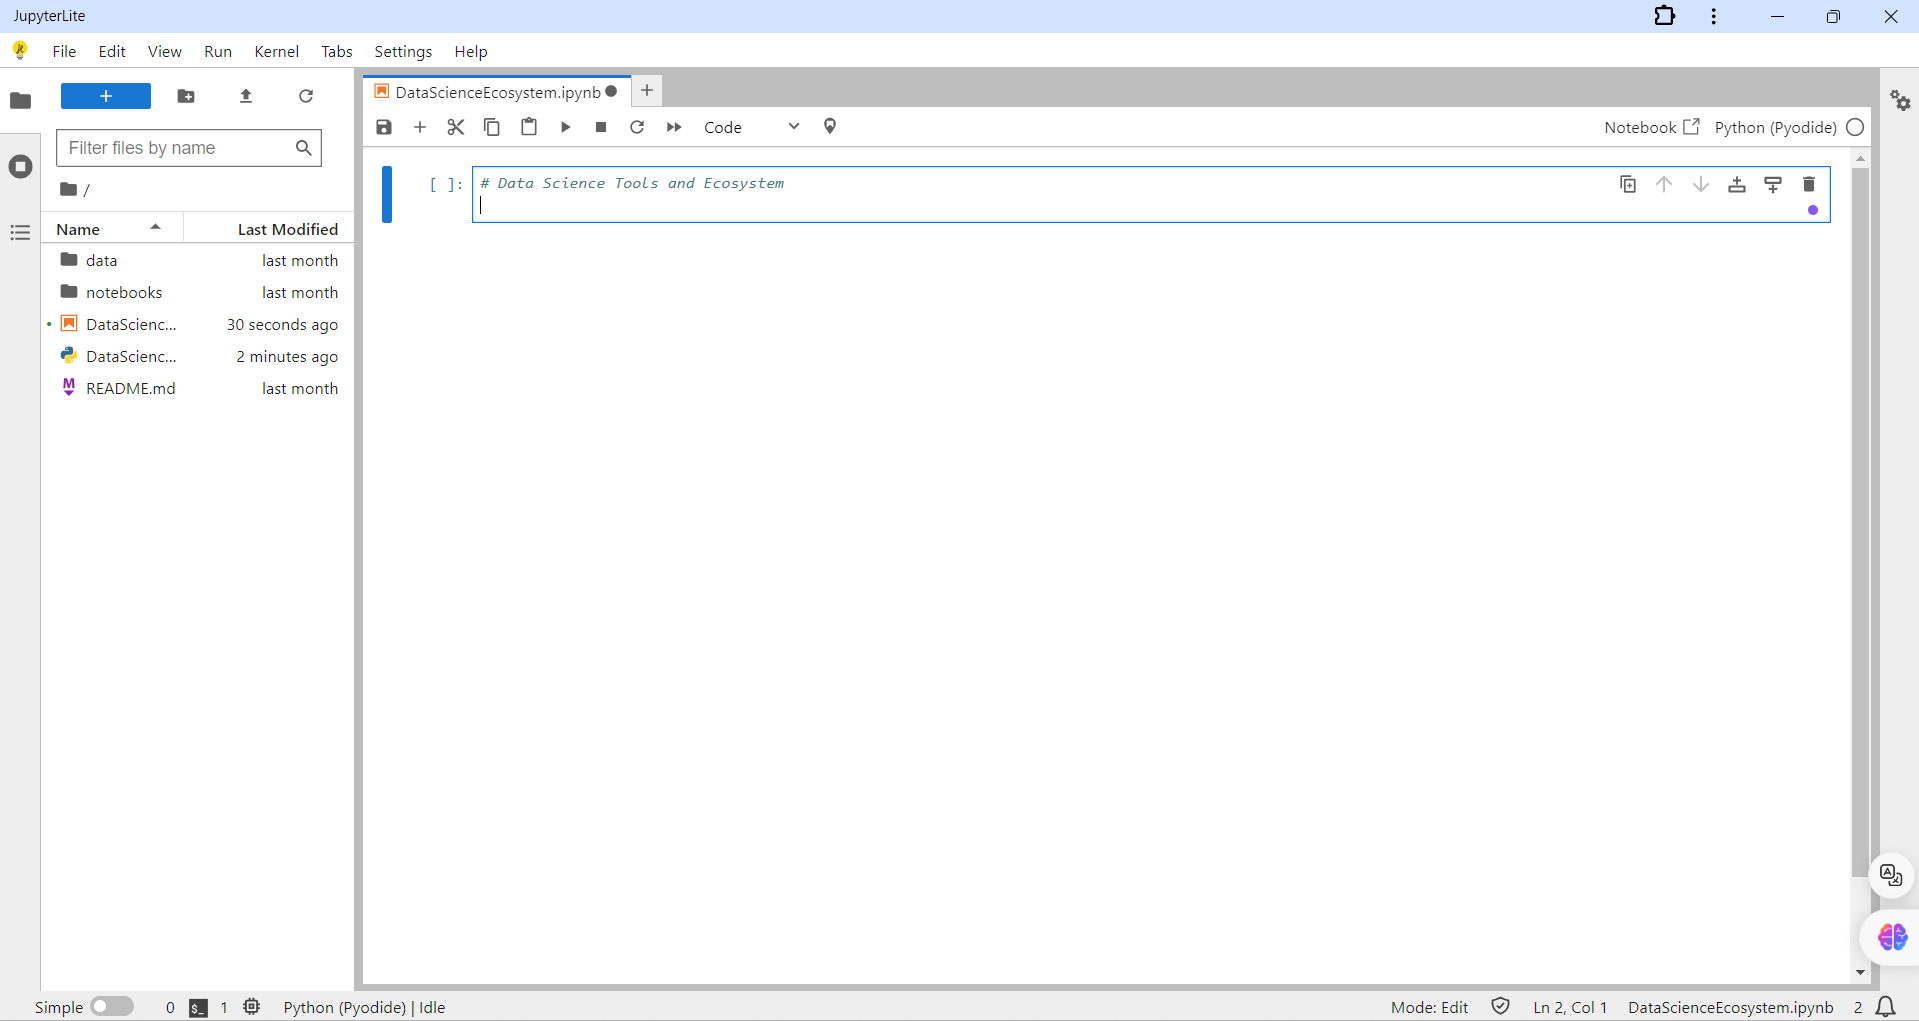 JupyterLite
File Edit View Run Kernel Tabs Settings Help
DataScienceEcosystem.ipynb
Code
Notebook Python (Pyodide)
Filter files by name
/
Name Last Modified
data last month
notebooks last month
DataScienc... 30 seconds ago
DataScienc... 2 minutes ago
README.md last month
[ ]: # Data Science Tools and Ecosystem
Simple 0 1 Python (Pyodide) | Idle Mode: Edit Ln 2, Col 1 DataScienceEcosystem.ipynb 2